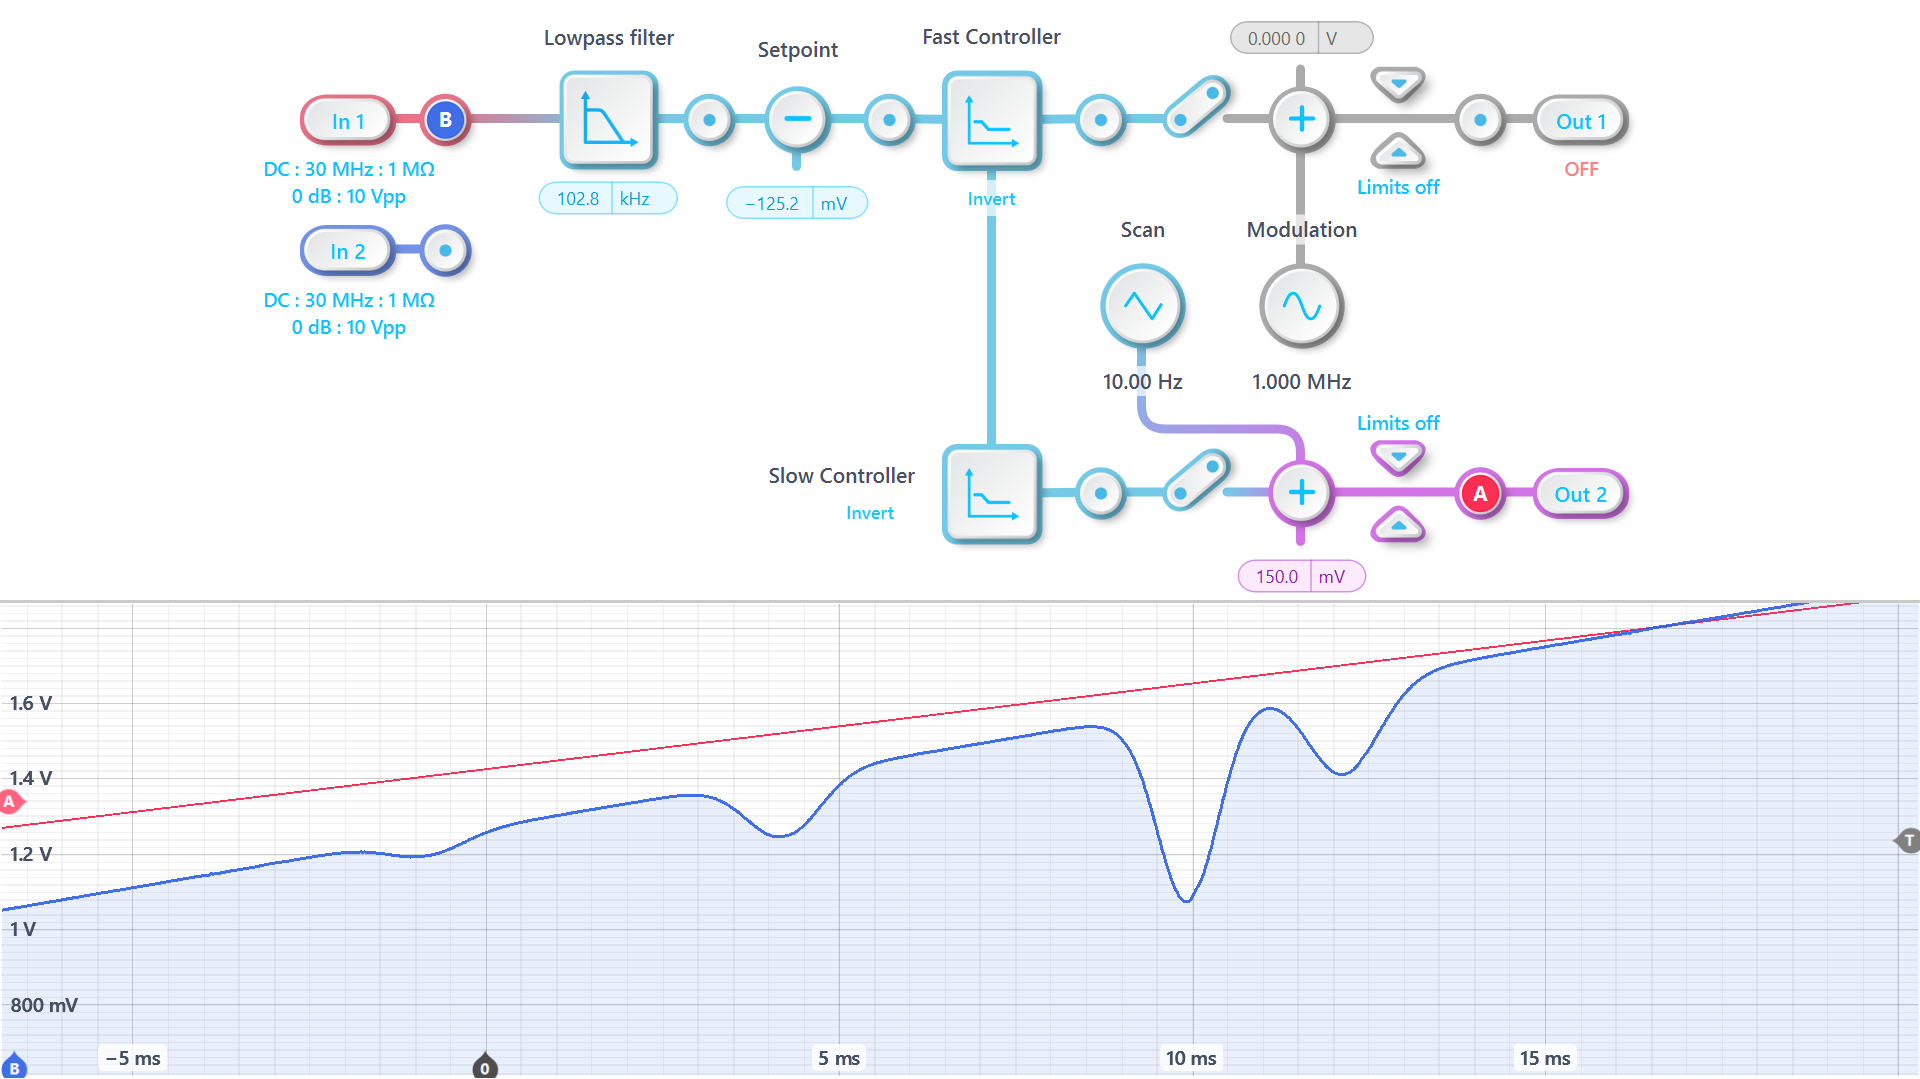 Lowpass filter
Setpoint
Fast Controller
0.000 0 V
In 1
B
Out 1
DC : 30 MHz : 1 MΩ
0 dB : 10 Vpp
OFF
102.8 kHz
−125.2 mV
Invert
Limits off
In 2
Scan
Modulation
DC : 30 MHz : 1 MΩ
0 dB : 10 Vpp
10.00 Hz
1.000 MHz
Limits off
Slow Controller
Invert
A
Out 2
150.0 mV
1.6 V
1.4 V
A
T
1.2 V
1 V
800 mV
B
−5 ms
0
5 ms
10 ms
15 ms